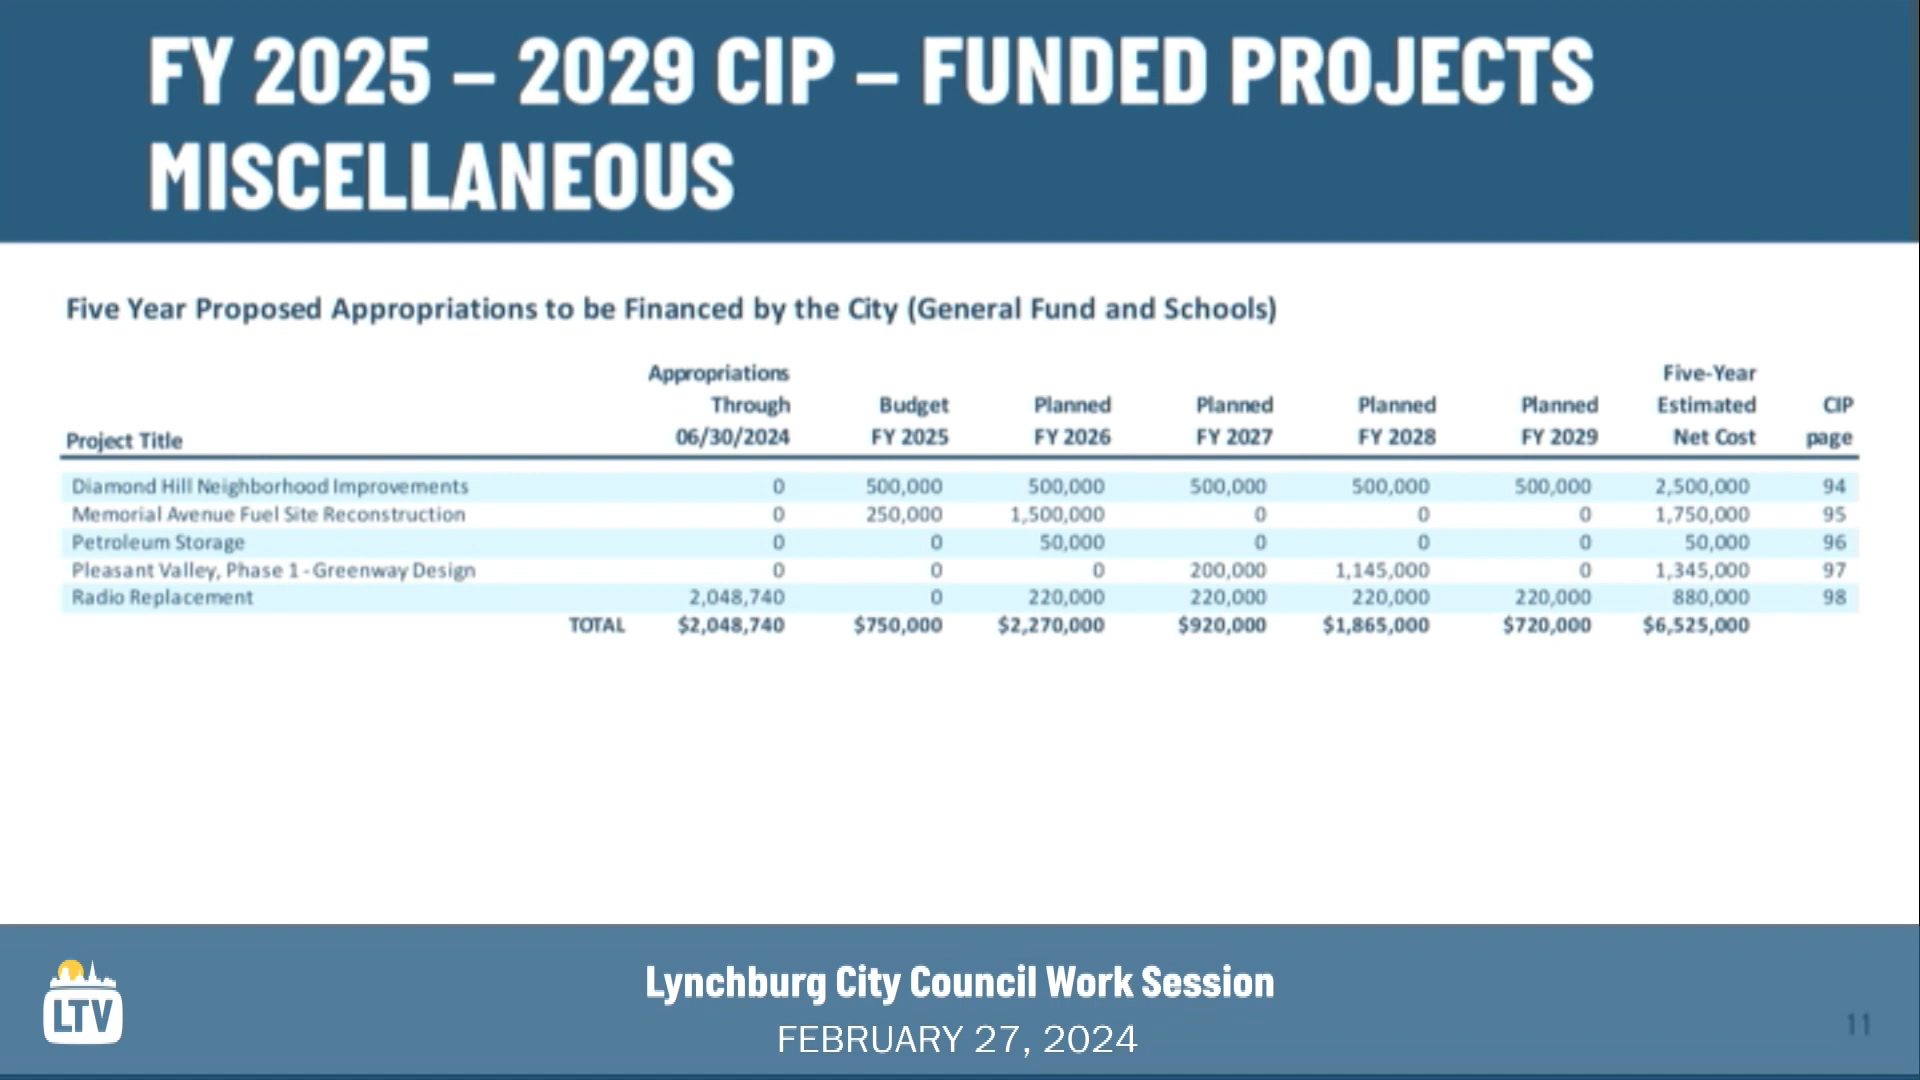 FY 2025 – 2029 CIP – FUNDED PROJECTS
MISCELLANEOUS
Five Year Proposed Appropriations to be Financed by the City (General Fund and Schools)
Appropriations Five-Year
Through Budget Planned Planned Planned Planned Estimated CIP
Project Title 06/30/2024 FY 2025 FY 2026 FY 2027 FY 2028 FY 2029 Net Cost page
Diamond Hill Neighborhood Improvements 0 500,000 500,000 500,000 500,000 500,000 2,500,000 94
Memorial Avenue Fuel Site Reconstruction 0 250,000 1,500,000 0 0 0 1,750,000 95
Petroleum Storage 0 0 50,000 0 0 0 50,000 96
Pleasant Valley, Phase 1 - Greenway Design 0 0 0 200,000 1,145,000 0 1,345,000 97
Radio Replacement 2,048,740 0 220,000 220,000 220,000 220,000 880,000 98
TOTAL $2,048,740 $750,000 $2,270,000 $920,000 $1,865,000 $720,000 $6,525,000
LTV
Lynchburg City Council Work Session
FEBRUARY 27, 2024
11